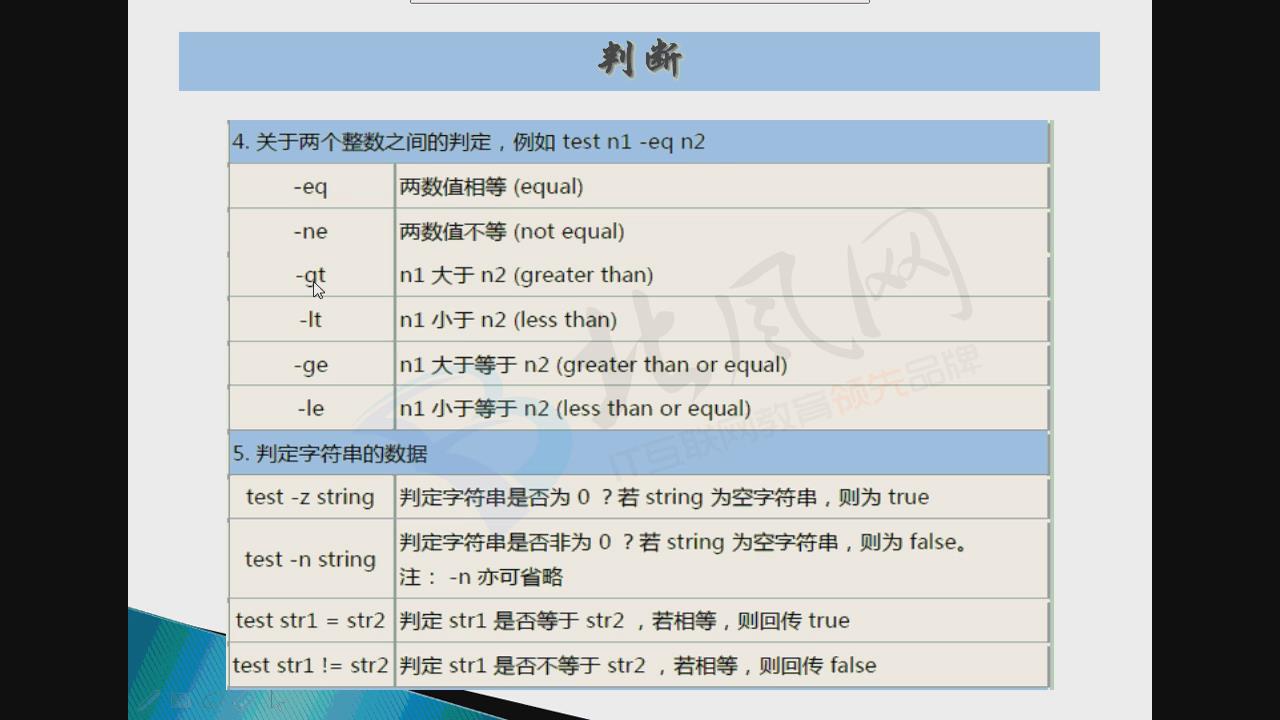 判断
4. 关于两个整数之间的判定，例如 test n1 -eq n2
-eq 两数值相等 (equal)
-ne 两数值不等 (not equal)
-gt n1 大于 n2 (greater than)
-lt n1 小于 n2 (less than)
-ge n1 大于等于 n2 (greater than or equal)
-le n1 小于等于 n2 (less than or equal)
5. 判定字符串的数据
test -z string 判定字符串是否为 0 ？若 string 为空字符串，则为 true
test -n string 判定字符串是否非为 0 ？若 string 为空字符串，则为 false。
注： -n 亦可省略
test str1 = str2 判定 str1 是否等于 str2 ，若相等，则回传 true
test str1 != str2 判定 str1 是否不等于 str2 ，若相等，则回传 false
北风网
IT互联网教育领先品牌